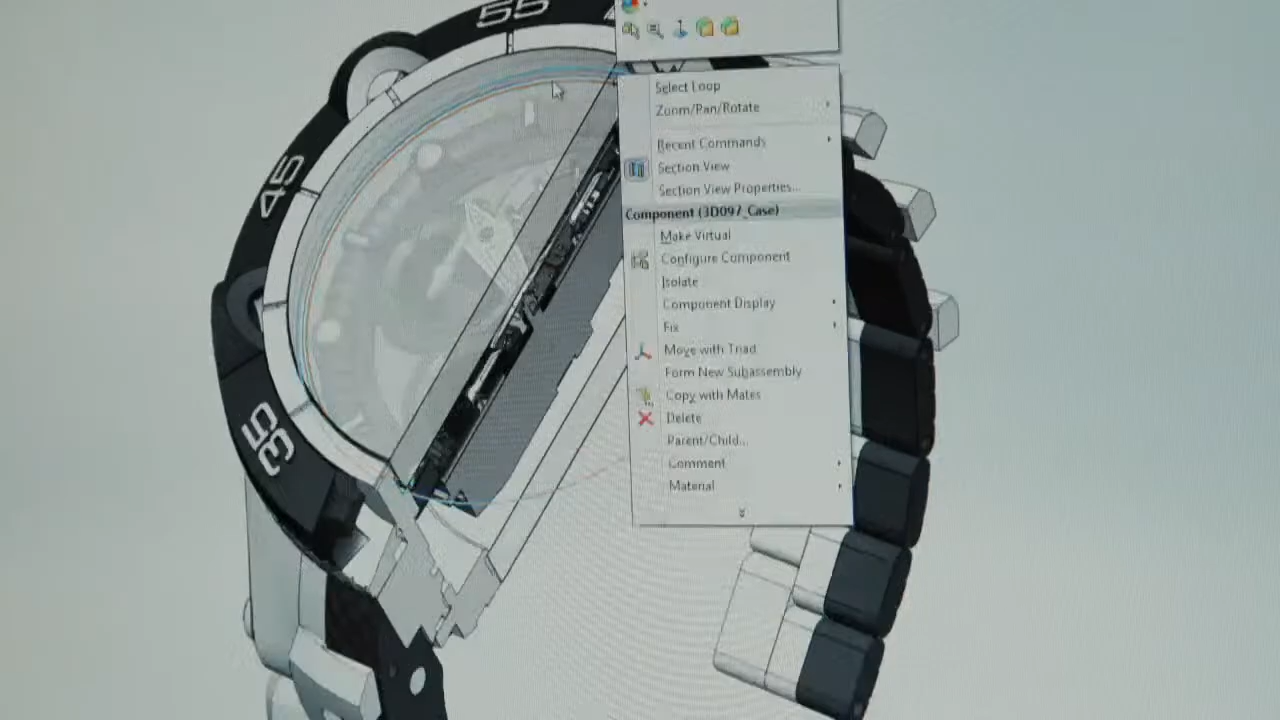 55
45
35
Select Loop
Zoom/Pan/Rotate
Recent Commands
Section View
Section View Properties...
Component (3D097_Case)
Make Virtual
Configure Component
Isolate
Component Display
Fix
Move with Triad
Form New Subassembly
Copy with Mates
Delete
Parent/Child...
Comment
Material